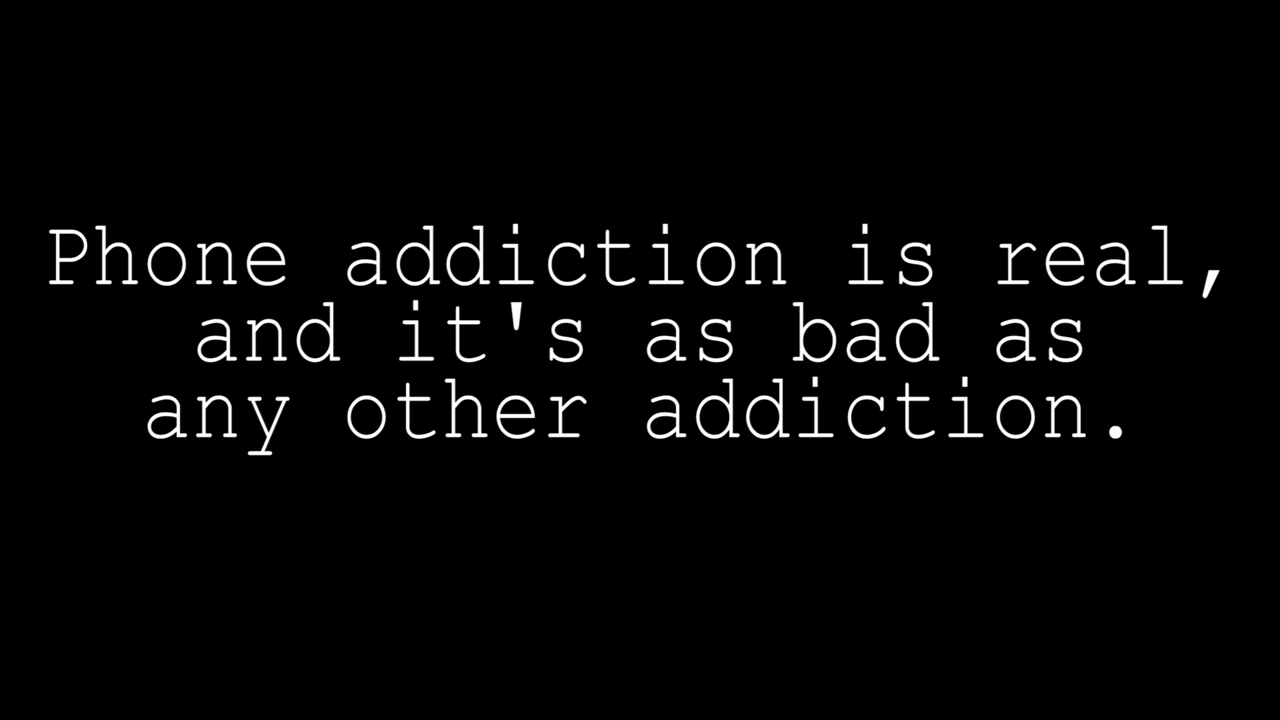 Phone addiction is real,
and it's as bad as
any other addiction.